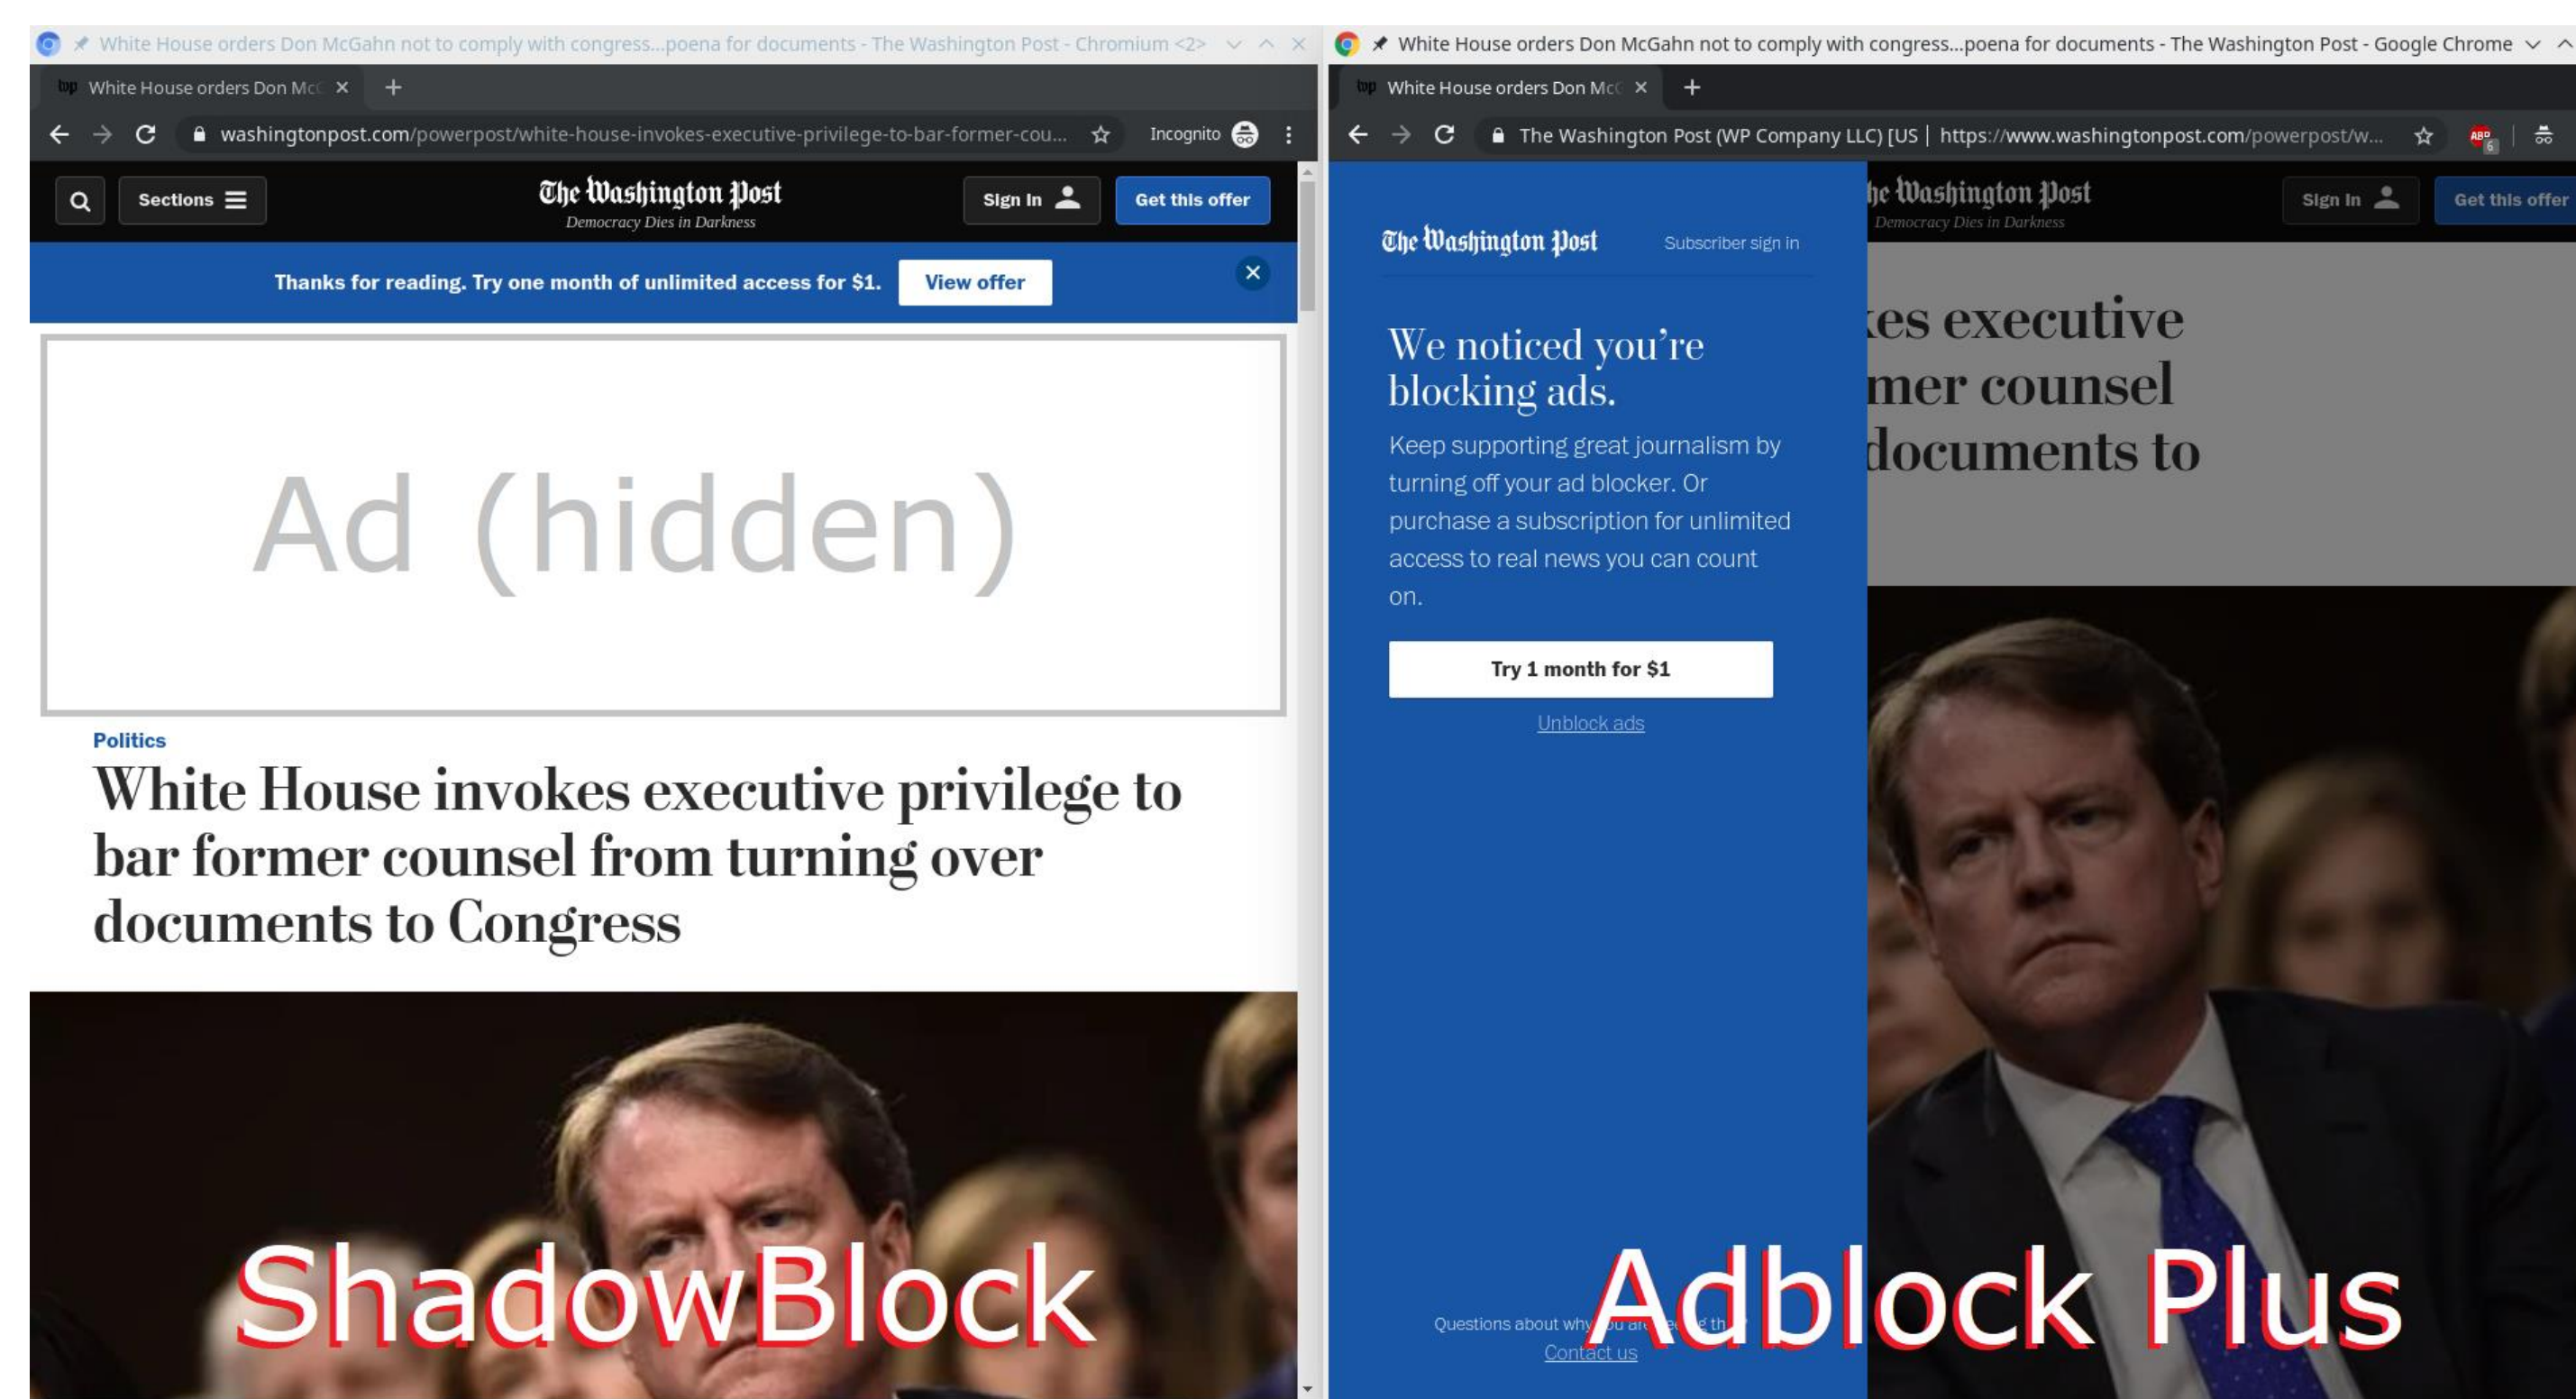 White House orders Don McGahn not to comply with congress...poena for documents - The Washington Post - Chromium <2>
wp White House orders Don McG
washingtonpost.com/powerpost/white-house-invokes-executive-privilege-to-bar-former-cou... Incognito
Sections
The Washington Post
Democracy Dies in Darkness
Sign In
Get this offer
Thanks for reading. Try one month of unlimited access for $1. View offer
Ad (hidden)
Politics
White House invokes executive privilege to
bar former counsel from turning over
documents to Congress
ShadowBlock
White House orders Don McGahn not to comply with congress...poena for documents - The Washington Post - Google Chrome
wp White House orders Don McG
The Washington Post (WP Company LLC) [US | https://www.washingtonpost.com/powerpost/w... ABP 6
The Washington Post
Subscriber sign in
he Washington Post
Democracy Dies in Darkness
Sign In
Get this offer
We noticed you're
blocking ads.
Keep supporting great journalism by
turning off your ad blocker. Or
purchase a subscription for unlimited
access to real news you can count
on.
Try 1 month for $1
Unblock ads
kes executive
mer counsel
documents to
Questions about why
Contact us
Adblock Plus